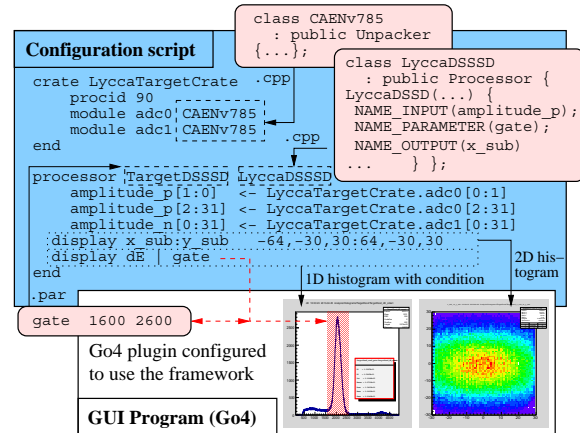 class CAENv785
: public Unpacker
{...};
Configuration script
class LyccaDSSSD
: public Processor {
LyccaDSSD(...) {
NAME_INPUT(amplitude_p);
NAME_PARAMETER(gate);
NAME_OUTPUT(x_sub)
... } };
crate LyccaTargetCrate
.cpp
procid 90
module adc0 CAENv785
module adc1 CAENv785
.cpp
end
processor TargetDSSSD LyccaDSSSD
amplitude_p[1:0] <- LyccaTargetCrate.adc0[0:1]
amplitude_p[2:31] <- LyccaTargetCrate.adc0[2:31]
amplitude_n[0:31] <- LyccaTargetCrate.adc1[0:31]
display x_sub:y_sub -64,-30,30:64,-30,30
display dE | gate
end
1D histogram with condition
2D his-
togram
.par
gate 1600 2600
Go4 plugin configured
to use the framework
GUI Program (Go4)